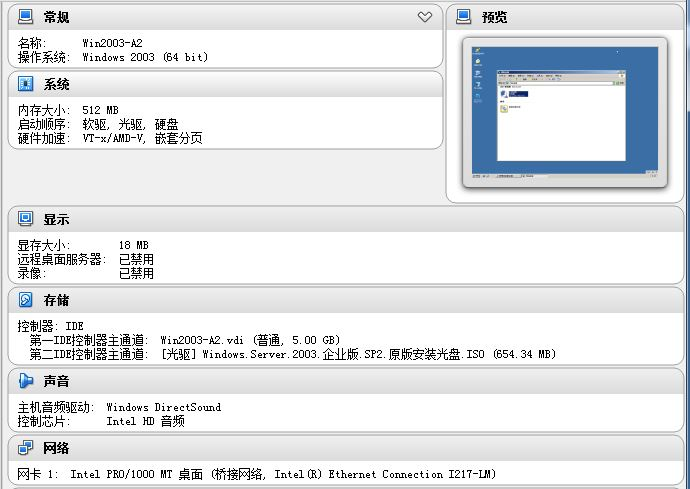 常规
名称: Win2003-A2
操作系统: Windows 2003 (64 bit)
预览
系统
内存大小: 512 MB
启动顺序: 软驱, 光驱, 硬盘
硬件加速: VT-x/AMD-V, 嵌套分页
显示
显存大小: 18 MB
远程桌面服务器: 已禁用
录像: 已禁用
存储
控制器: IDE
第一IDE控制器主通道: Win2003-A2.vdi (普通, 5.00 GB)
第二IDE控制器主通道: [光驱] Windows.Server.2003.企业版.SP2.原版安装光盘.ISO (654.34 MB)
声音
主机音频驱动: Windows DirectSound
控制芯片: Intel HD 音频
网络
网卡 1: Intel PRO/1000 MT 桌面 (桥接网络, Intel(R) Ethernet Connection I217-LM)